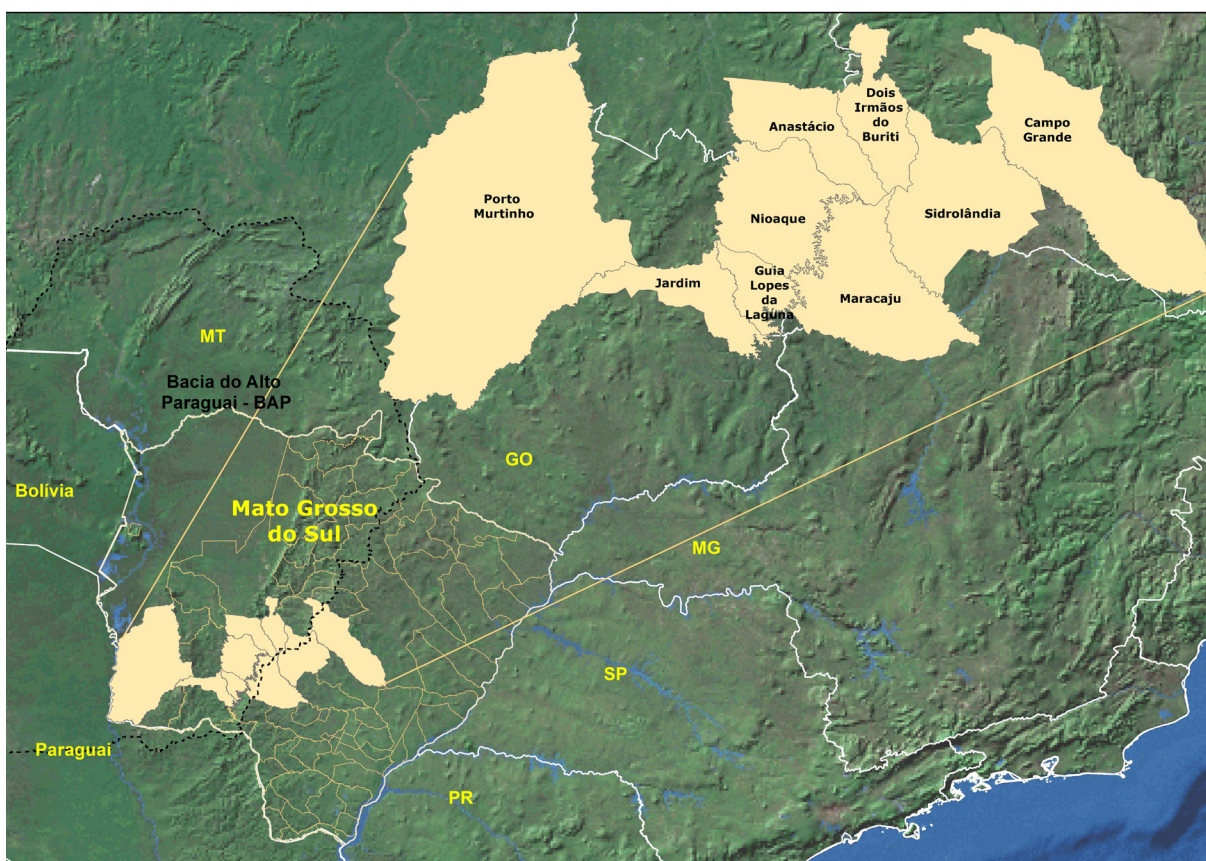 Dois
Irmãos
do
Buriti
Anastácio
Campo
Grande
Porto
Murtinho
Nioaque
Sidrolândia
Guia
Lopes
da
Laguna
Jardim
Maracaju
MT
Bacia do Alto
Paraguai - BAP
GO
Bolívia
Mato Grosso
do Sul
MG
SP
Paraguai
PR